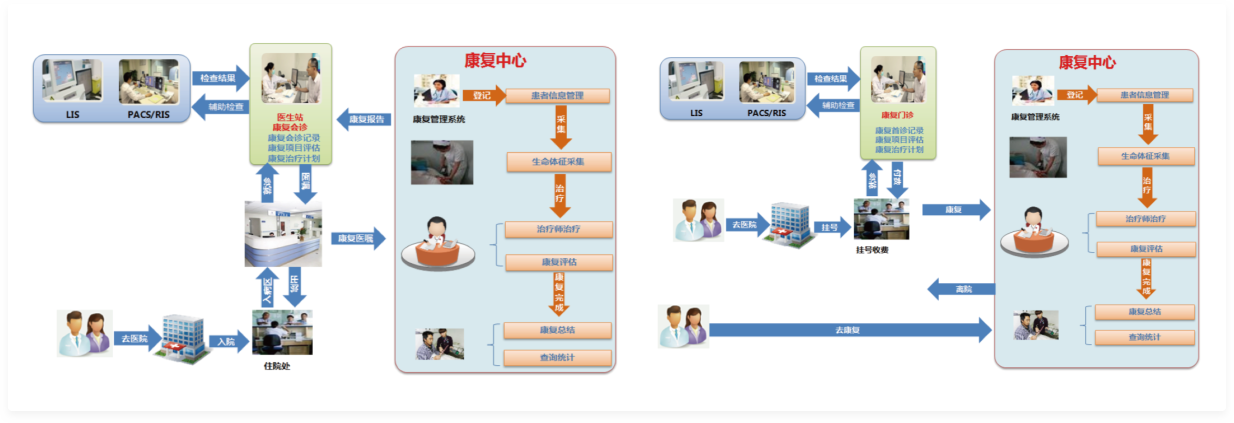 检查结果
辅助检查
LIS
PACS/RIS
医生站
康复会诊
康复会诊记录
康复项目评估
康复治疗计划
康复报告
就诊
医嘱
康复医嘱
入病区
出院
去医院
入院
住院处
康复中心
登记
患者信息管理
康复管理系统
采集
生命体征采集
治疗
治疗师治疗
康复评估
康复完成
康复总结
查询统计
检查结果
辅助检查
LIS
PACS/RIS
康复门诊
康复首诊记录
康复项目评估
康复治疗计划
就诊
付款
去医院
挂号
挂号收费
康复
离院
去康复
康复中心
登记
患者信息管理
康复管理系统
采集
生命体征采集
治疗
治疗师治疗
康复评估
康复完成
康复总结
查询统计